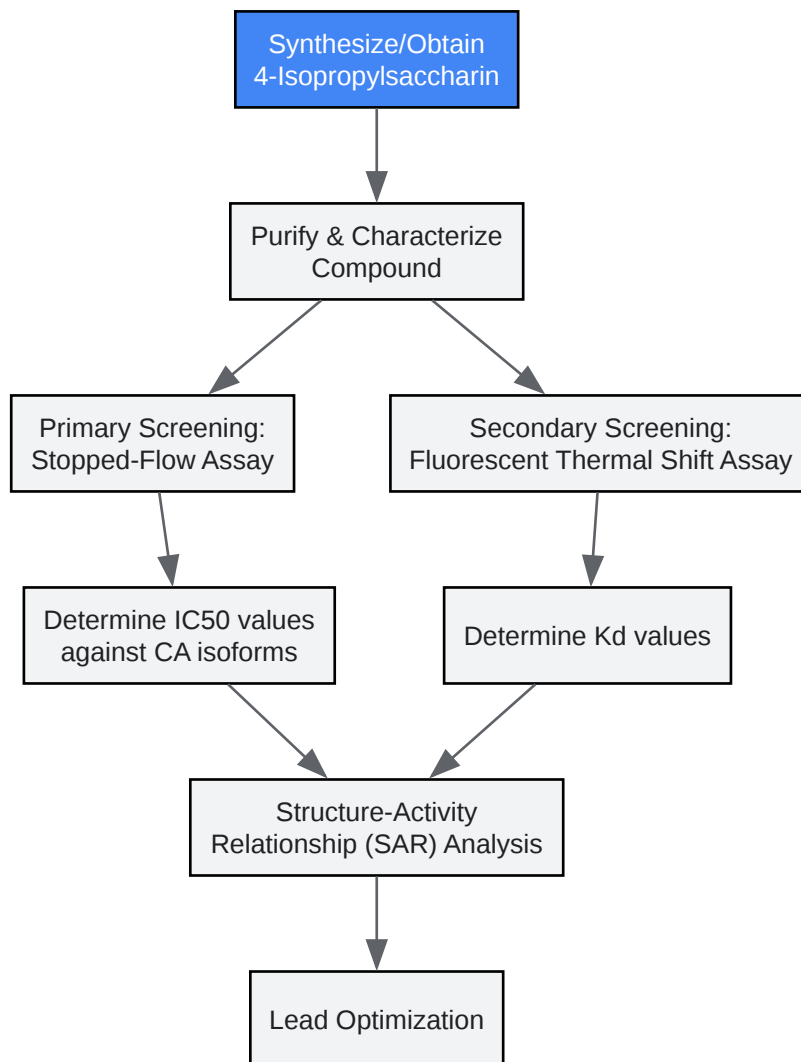 Synthesize/Obtain
4-Isopropylsaccharin
Purify & Characterize
Compound
Primary Screening:
Stopped-Flow Assay
Secondary Screening:
Fluorescent Thermal Shift Assay
Determine IC50 values
against CA isoforms
Determine Kd values
Structure-Activity
Relationship (SAR) Analysis
Lead Optimization